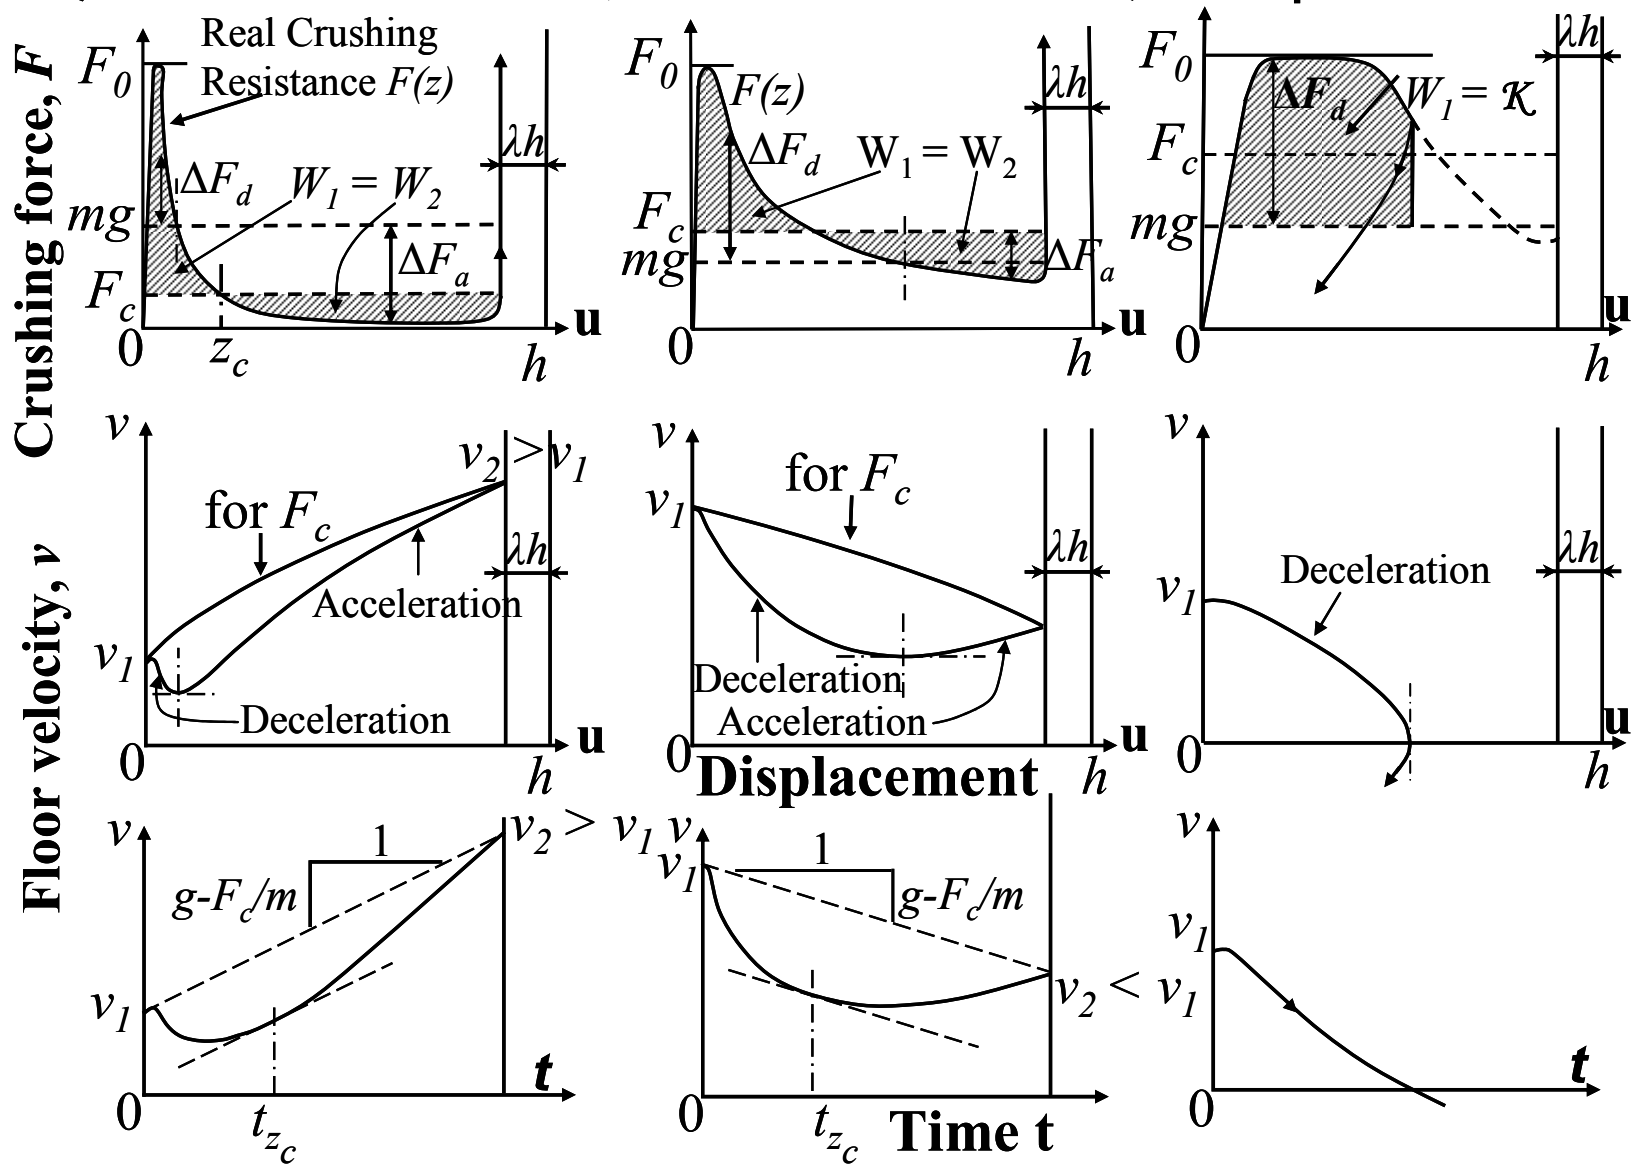 Crushing force, F
F0
Real Crushing
Resistance F(z)
λh
ΔFd
W1 = W2
mg
ΔFa
Fc
0
zc
h
u
F0
F(z)
λh
ΔFd
W1 = W2
Fc
mg
ΔFa
0
h
u
F0
λh
ΔFd
W1 = K
Fc
mg
0
h
u
Floor velocity, v
v
v2 > v1
for Fc
λh
Acceleration
v1
Deceleration
0
h
u
v
v1
for Fc
λh
Deceleration
Acceleration
0
h
u
Displacement
v
λh
Deceleration
v1
0
h
u
v
v2 > v1
1
g-Fc/m
v1
t
0
tzc
v
v1
1
g-Fc/m
v2 < v1
0
tzc
Time t
v
v1
t
0